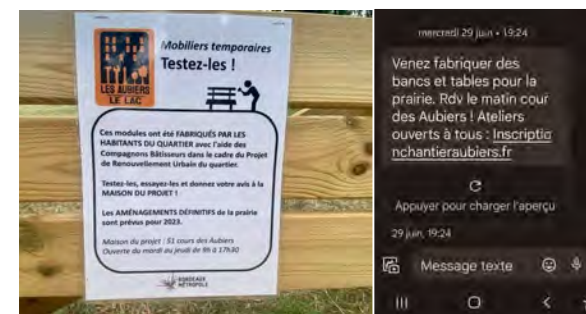 LES AUBIERS
LE LAC
Mobiliers temporaires
Testez-les !
Ces modules ont été FABRIQUÉS PAR LES
HABITANTS DU QUARTIER avec l'aide des
Compagnons Bâtisseurs dans le cadre du Projet
de Renouvellement Urbain du quartier.
Testez-les, essayez-les et donnez votre avis à la
MAISON DU PROJET !
Les AMÉNAGEMENTS DÉFINITIFS de la prairie
sont prévus pour 2023.
Maison du projet : 51 cours des Aubiers
Ouverte du mardi au jeudi de 9h à 17h30
BORDEAUX
MÉTROPOLE
mercredi 29 juin • 19:24
Venez fabriquer des
bancs et tables pour la
prairie. Rdv le matin cour
des Aubiers ! Ateliers
ouverts à tous : Inscriptio
nchantieraubiers.fr
Appuyer pour charger l'aperçu
29 juin, 19:24
Message texte